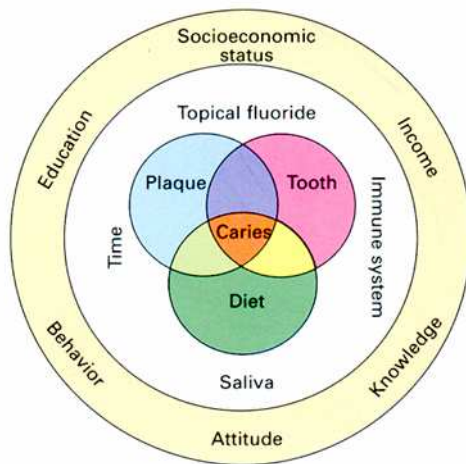 Socioeconomic
status
Education
Income
Topical fluoride
Plaque
Tooth
Caries
Time
Immune system
Diet
Saliva
Behavior
Knowledge
Attitude